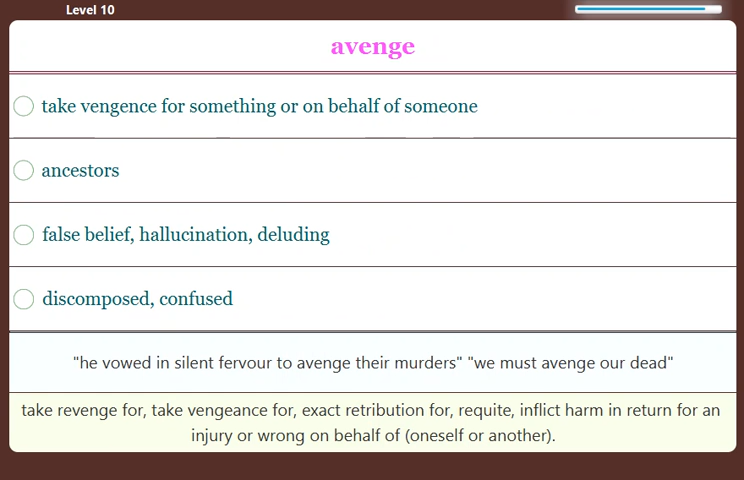 Level 10
avenge
take vengence for something or on behalf of someone
ancestors
false belief, hallucination, deluding
discomposed, confused
"he vowed in silent fervour to avenge their murders" "we must avenge our dead"
take revenge for, take vengeance for, exact retribution for, requite, inflict harm in return for an
injury or wrong on behalf of (oneself or another).